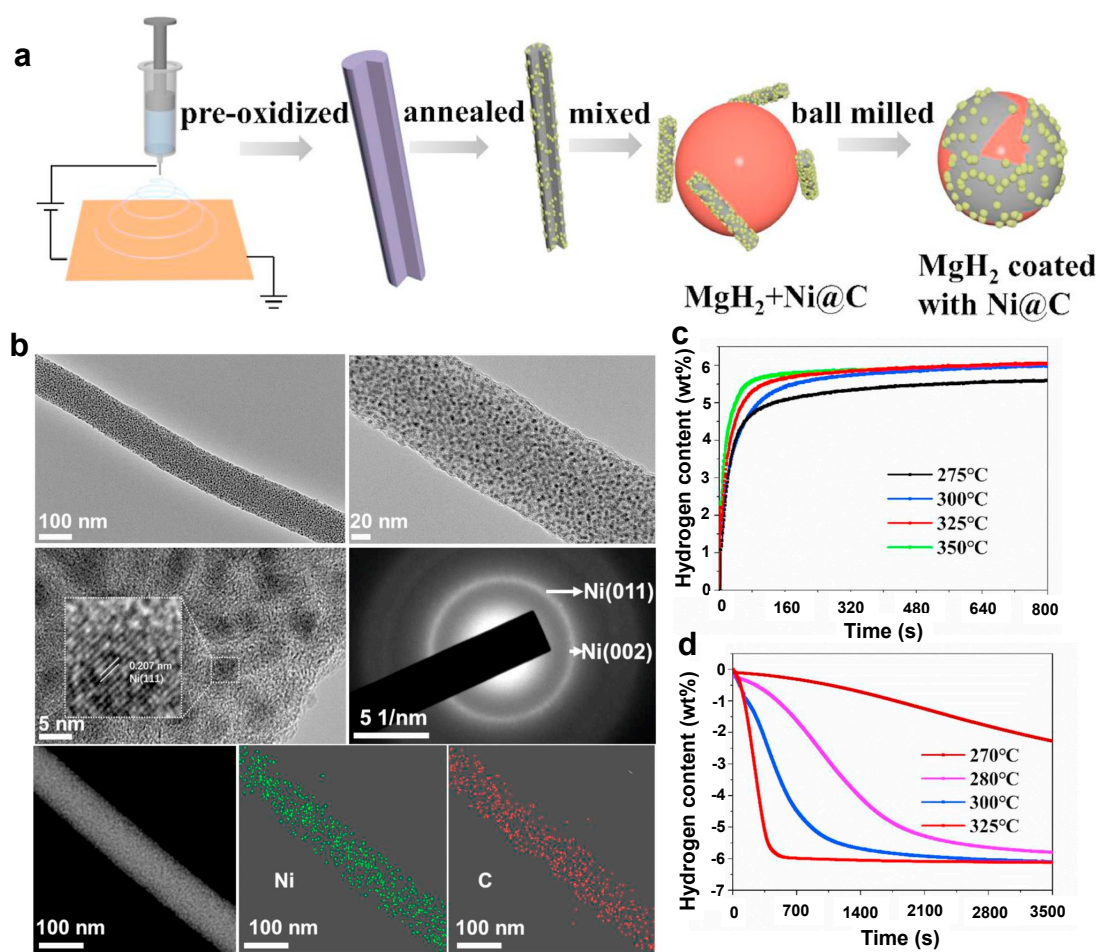 a
pre-oxidized
annealed
mixed
ball milled
MgH₂+Ni@C
MgH₂ coated
with Ni@C
b
100 nm
20 nm
0.207 nm
Ni(111)
5 nm
Ni(011)
Ni(002)
5 1/nm
100 nm
Ni
100 nm
C
100 nm
c
Hydrogen content (wt%)
6
5
4
3
2
1
0
275°C
300°C
325°C
350°C
0 160 320 480 640 800
Time (s)
d
Hydrogen content (wt%)
0
-1
-2
-3
-4
-5
-6
-7
270°C
280°C
300°C
325°C
0 700 1400 2100 2800 3500
Time (s)